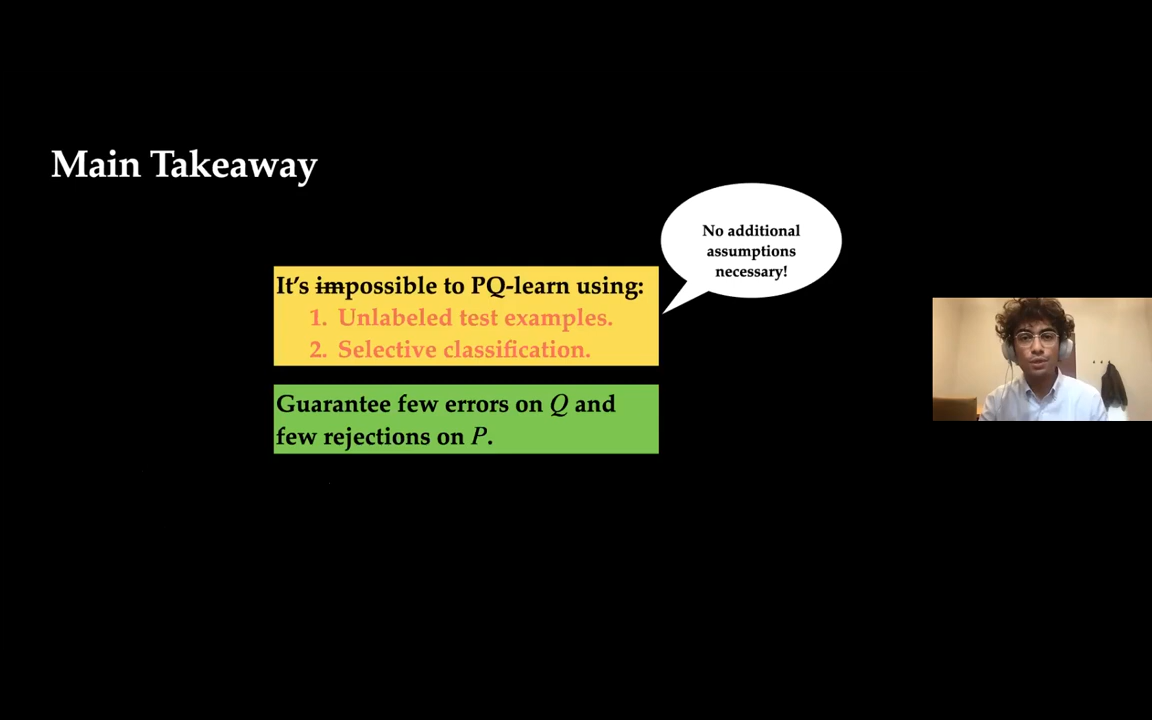 Main Takeaway
No additional
assumptions
necessary!
It's impossible to PQ-learn using:
1. Unlabeled test examples.
2. Selective classification.
Guarantee few errors on Q and
few rejections on P.